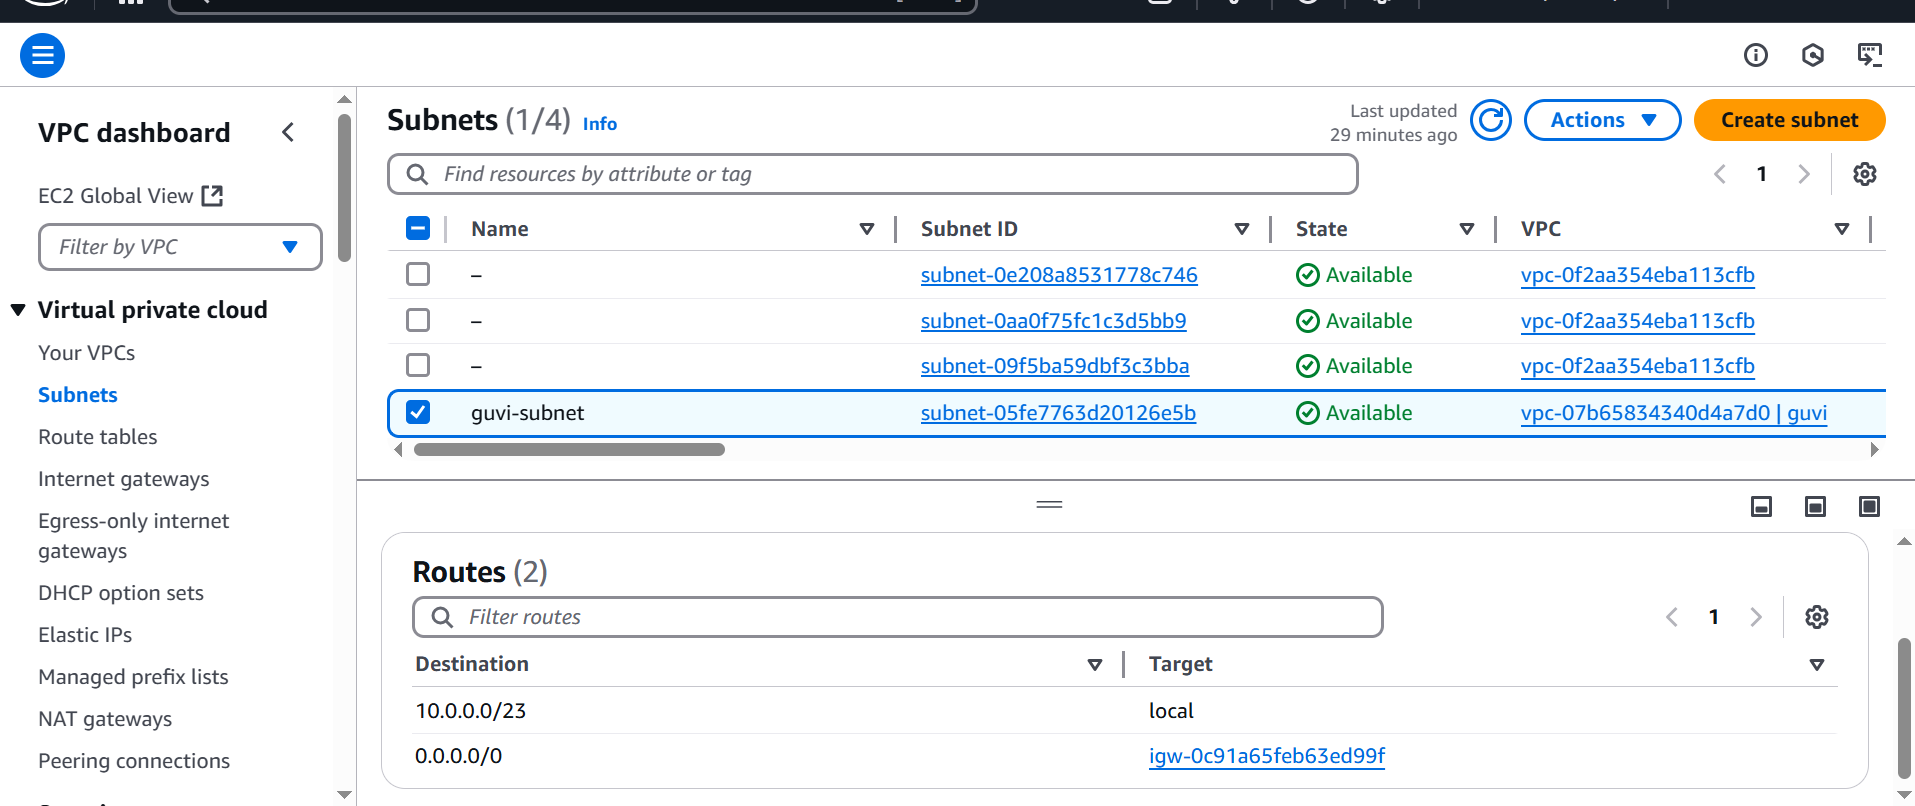 VPC dashboard
EC2 Global View
Filter by VPC
Virtual private cloud
Your VPCs
Subnets
Route tables
Internet gateways
Egress-only internet
gateways
DHCP option sets
Elastic IPs
Managed prefix lists
NAT gateways
Peering connections
Subnets (1/4) Info
Last updated
29 minutes ago
Actions
Create subnet
Find resources by attribute or tag
1
Name Subnet ID State VPC
– subnet-0e208a8531778c746 Available vpc-0f2aa354eba113cfb
– subnet-0aa0f75fc1c3d5bb9 Available vpc-0f2aa354eba113cfb
– subnet-09f5ba59dbf3c3bba Available vpc-0f2aa354eba113cfb
guvi-subnet subnet-05fe7763d20126e5b Available vpc-07b65834340d4a7d0 | guvi
Routes (2)
Filter routes
1
Destination Target
10.0.0.0/23 local
0.0.0.0/0 igw-0c91a65feb63ed99f